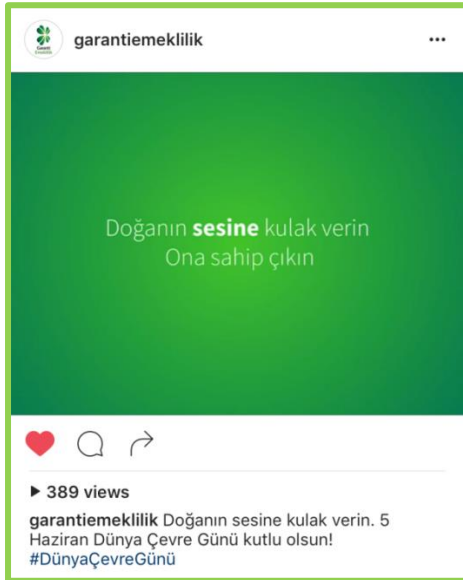 garantiemeklilik
Doğanın sesine kulak verin
Ona sahip çıkın
389 views
garantiemeklilik Doğanın sesine kulak verin. 5
Haziran Dünya Çevre Günü kutlu olsun!
#DünyaÇevreGünü